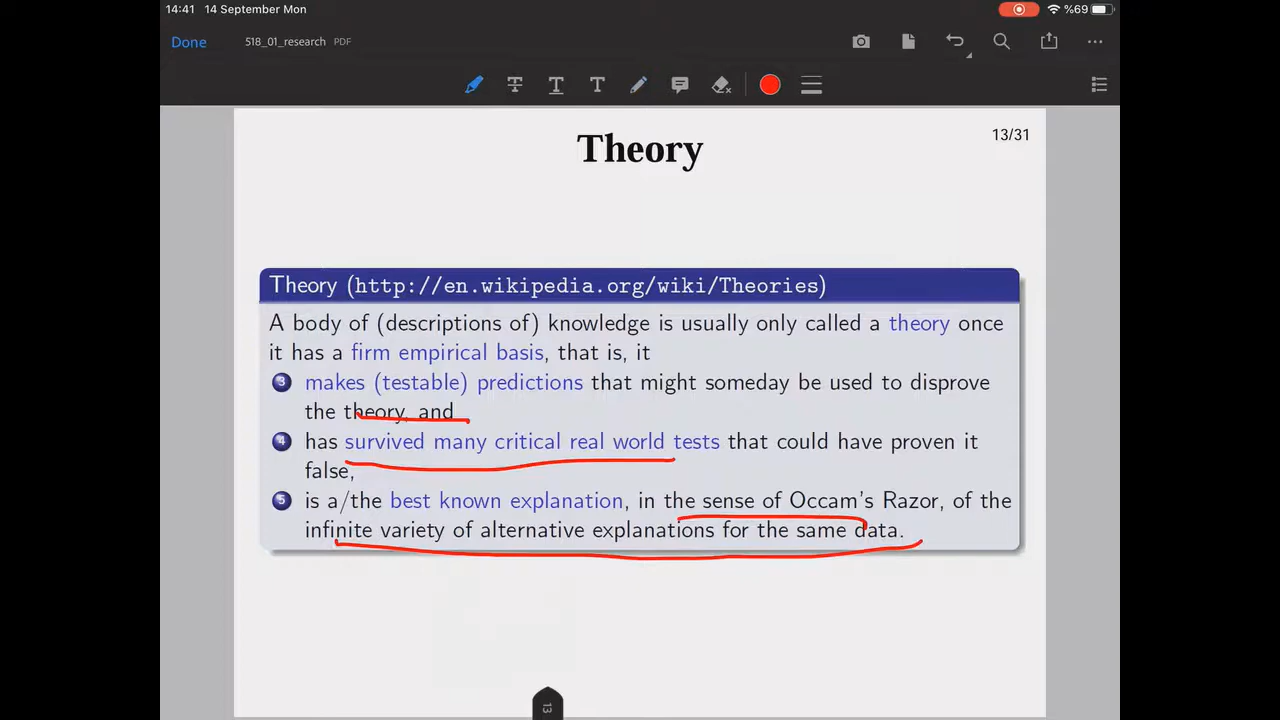 14:41 14 September Mon
%69
Done
518_01_research PDF
Theory
13/31
Theory (http://en.wikipedia.org/wiki/Theories)
A body of (descriptions of) knowledge is usually only called a theory once
it has a firm empirical basis, that is, it
3 makes (testable) predictions that might someday be used to disprove
the theory, and
4 has survived many critical real world tests that could have proven it
false,
5 is a/the best known explanation, in the sense of Occam's Razor, of the
infinite variety of alternative explanations for the same data.
13